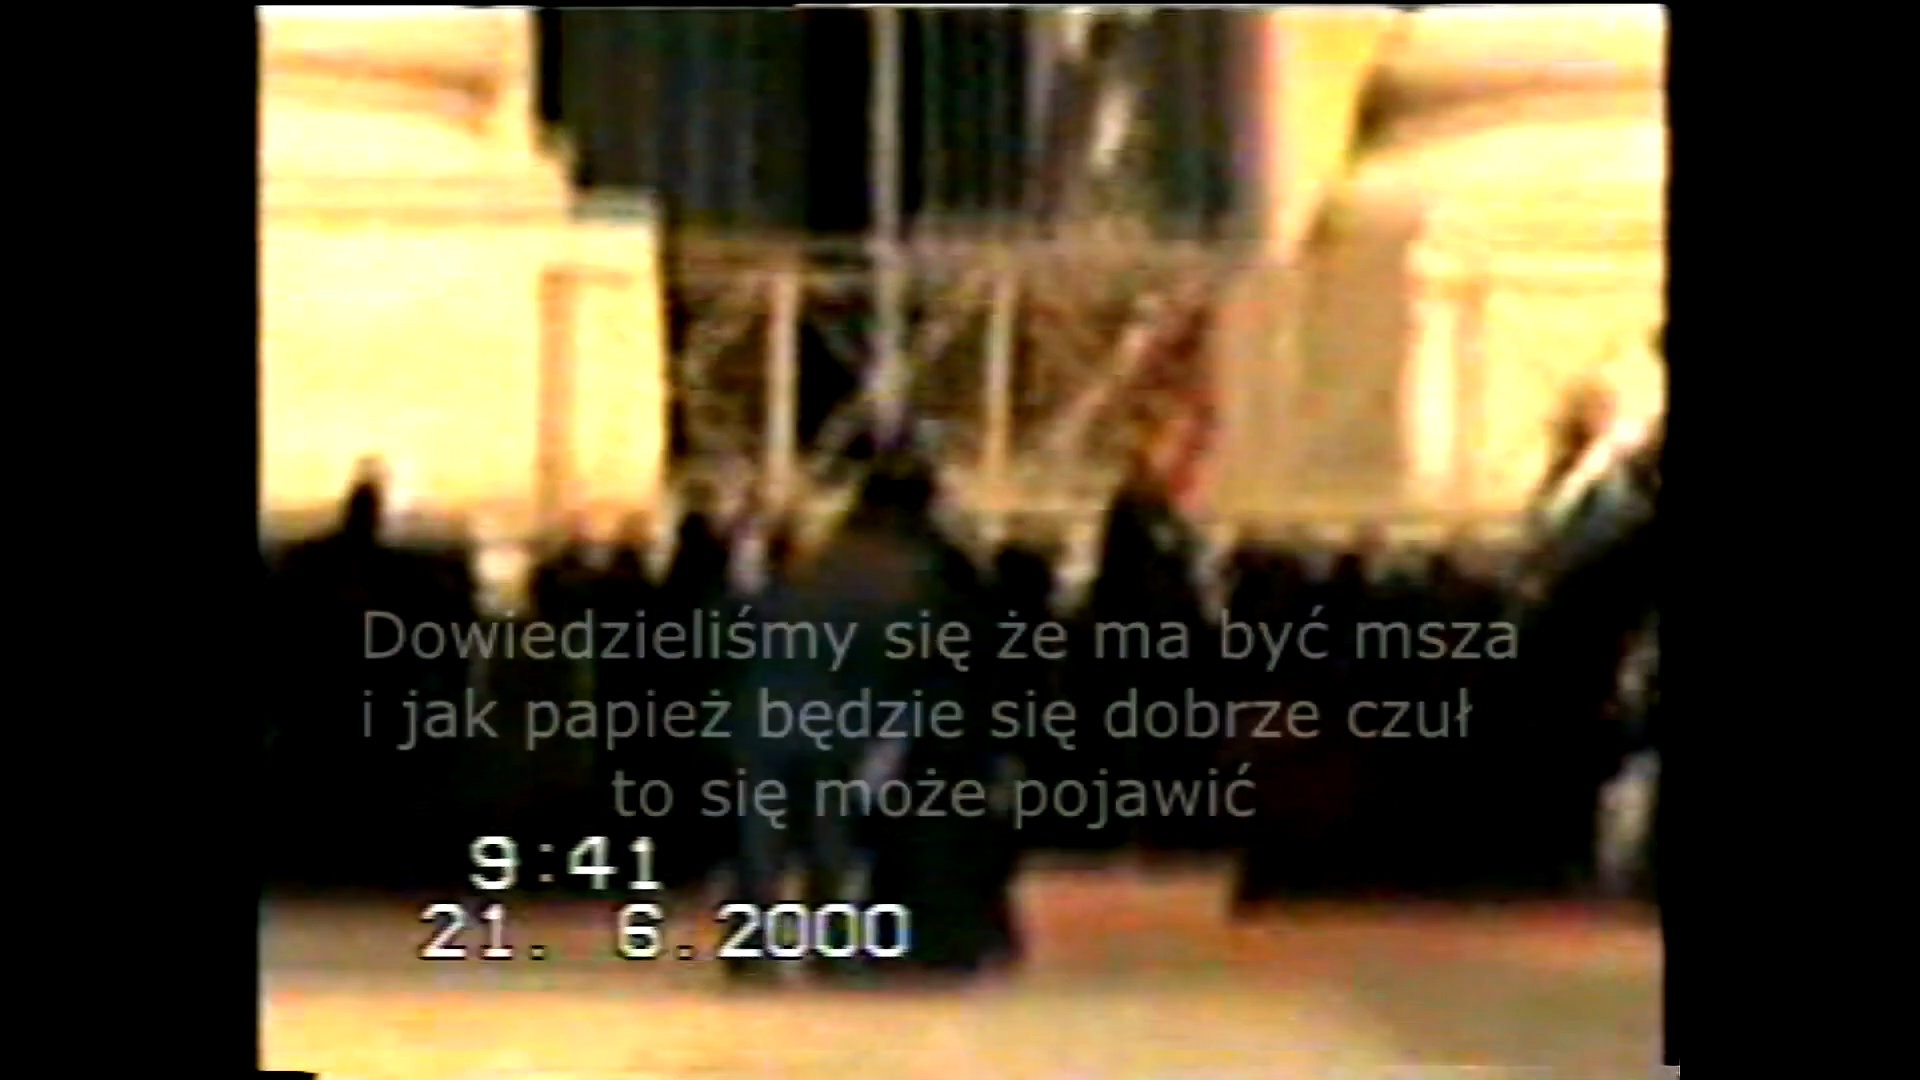 Dowiedzieliśmy się że ma być msza
i jak papież będzie się dobrze czuł
to się może pojawić
9:41
21. 6.2000